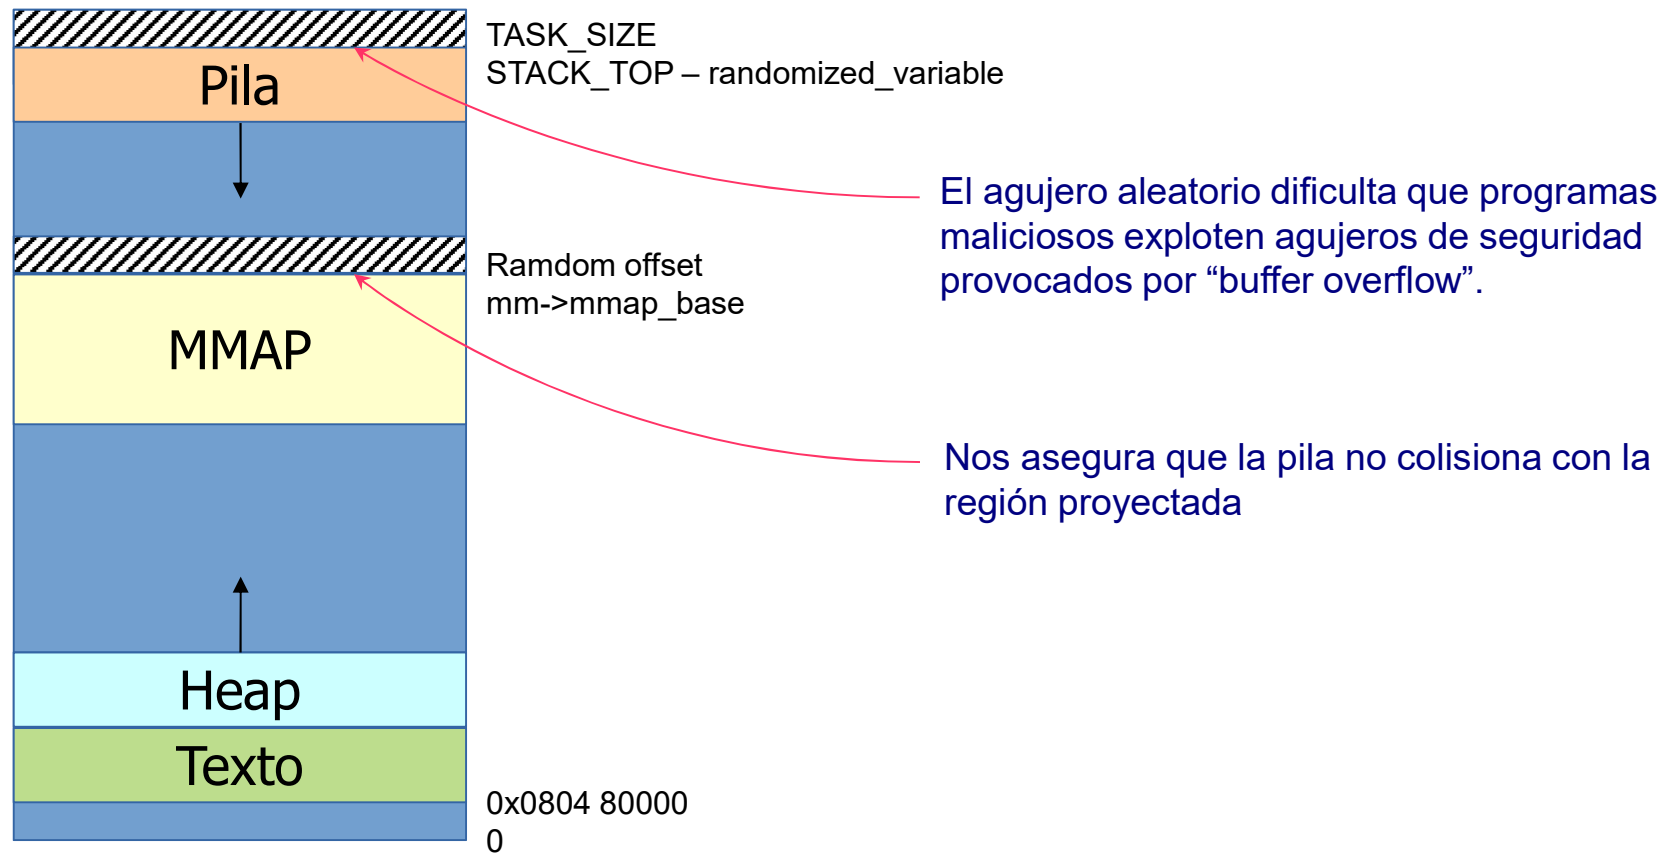 TASK_SIZE
Pila
STACK_TOP – randomized_variable
El agujero aleatorio dificulta que programas
maliciosos exploten agujeros de seguridad
provocados por “buffer overflow”.
Ramdom offset
mm->mmap_base
MMAP
Nos asegura que la pila no colisiona con la
región proyectada
Heap
Texto
0x0804 80000
0